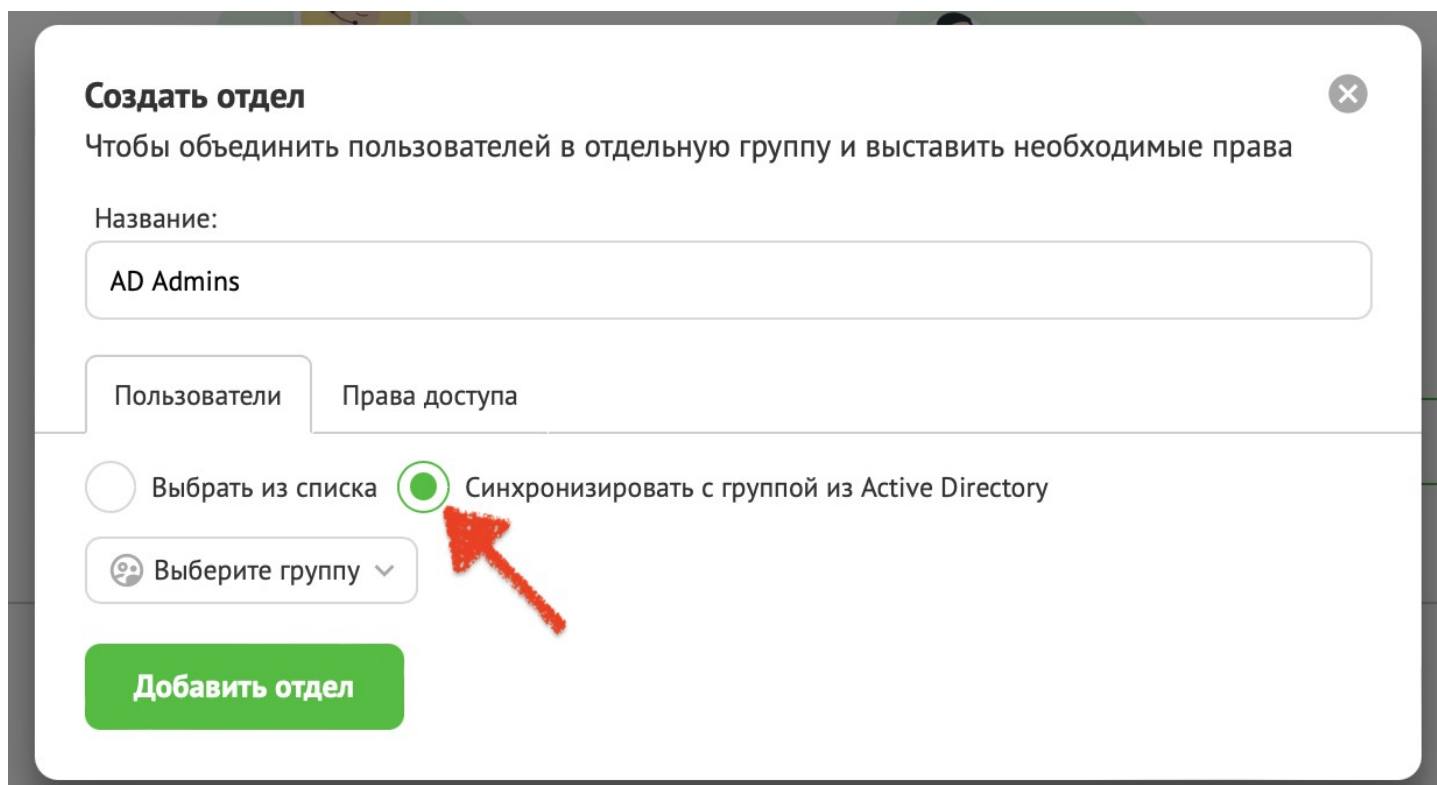 Создать отдел
Чтобы объединить пользователей в отдельную группу и выставить необходимые права
Название:
AD Admins
Пользователи Права доступа
Выбрать из списка Синхронизировать с группой из Active Directory
Выберите группу
Добавить отдел